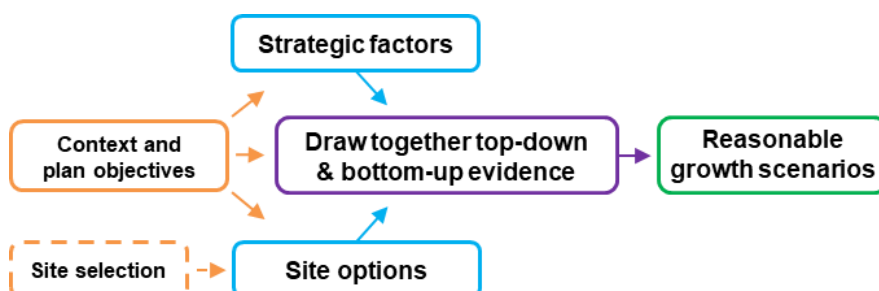 Strategic factors
Context and
plan objectives
Draw together top-down
& bottom-up evidence
Reasonable
growth scenarios
Site selection
Site options